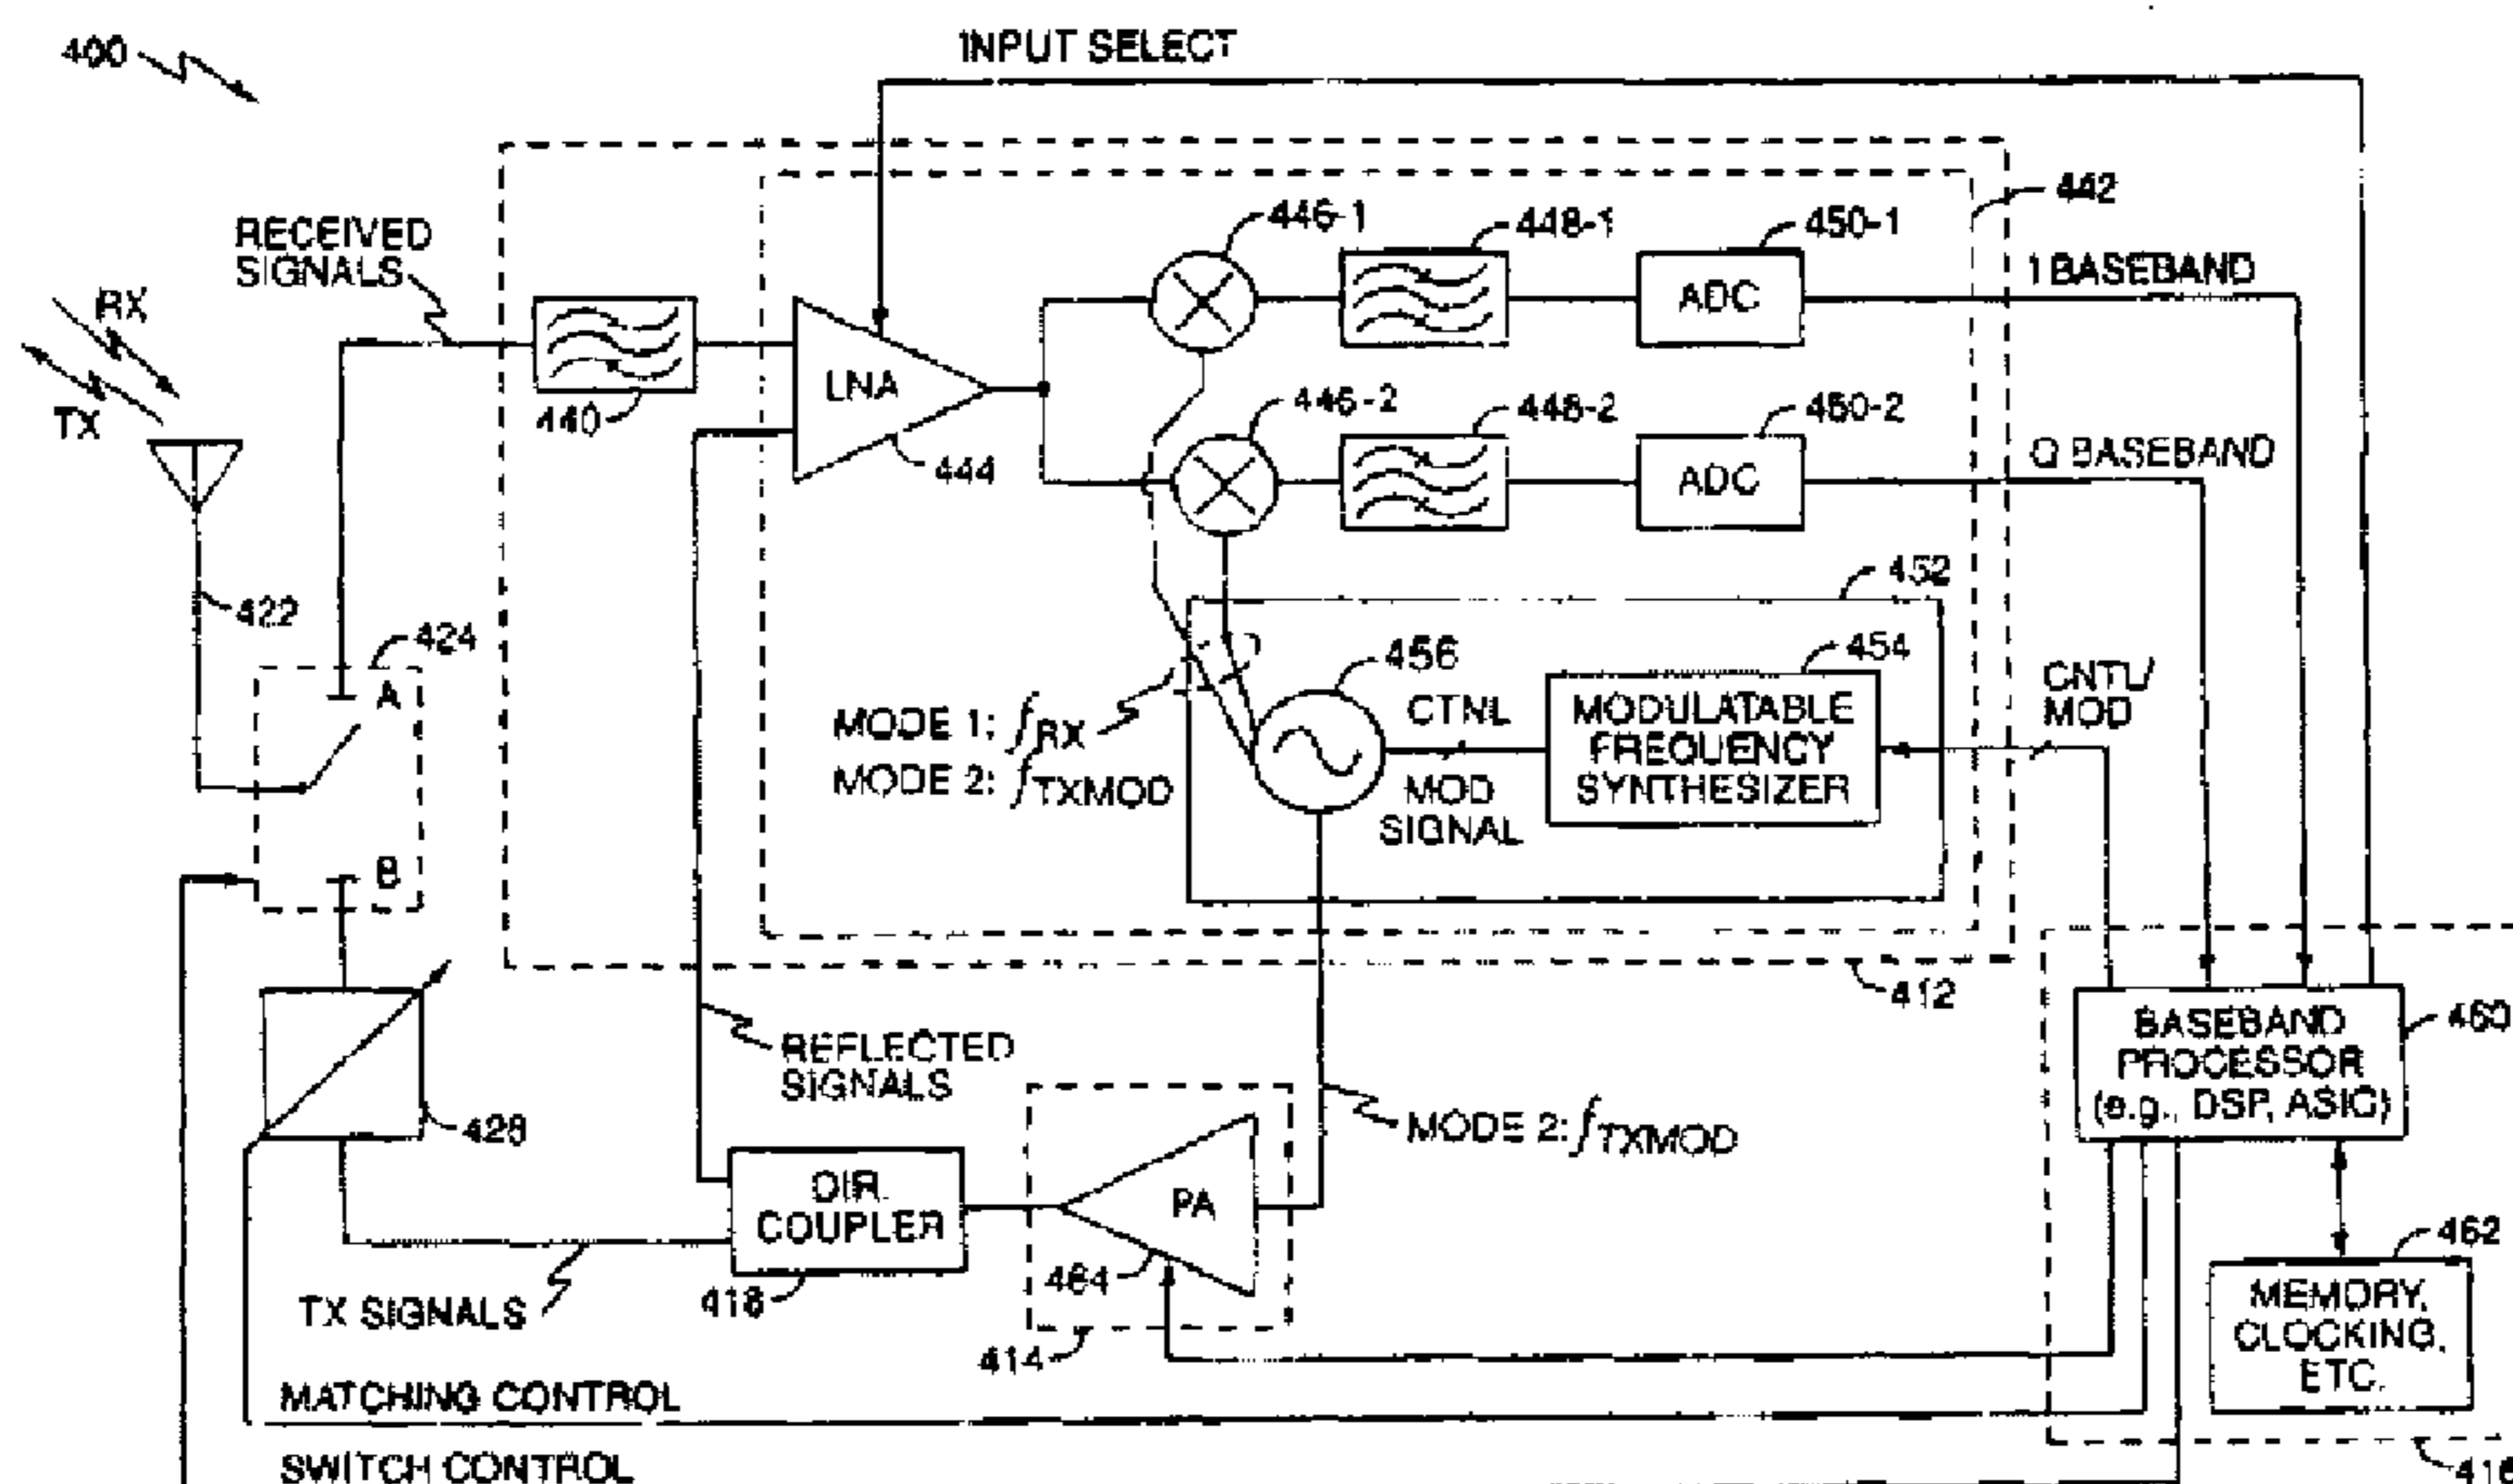 400
INPUT SELECT
442
446-1
448-1
450-1
RECEIVED
SIGNALS
I BASEBAND
RX
ADC
TX
LNA
440
446-2
448-2
450-2
444
Q BASEBAND
ADC
452
422
424
456
454
A
CNTL/
MOD
MODE 1: fRX
CTNL
MODULATABLE
FREQUENCY
SYNTHESIZER
MODE 2: fTXMOD
MOD
SIGNAL
B
412
REFLECTED
SIGNALS
BASEBAND
PROCESSOR
(e.g., DSP, ASIC)
460
428
MODE 2: fTXMOD
DIR.
COUPLER
PA
464
418
462
TX SIGNALS
MEMORY,
CLOCKING,
ETC.
414
MATCHING CONTROL
SWITCH CONTROL